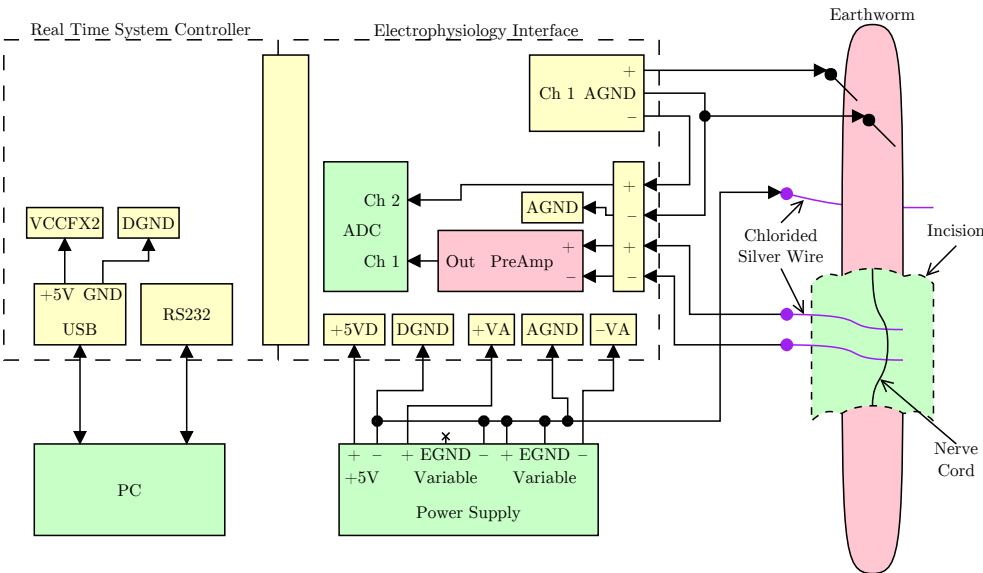 Earthworm
Real Time System Controller
Electrophysiology Interface
+
Ch 1 AGND
−
+
Ch 2
AGND
−
VCCFX2
DGND
ADC
Chlorided
Silver Wire
Incision
+
+
Ch 1
Out PreAmp
−
−
+5V GND
USB
RS232
+5VD
DGND
+VA
AGND
−VA
Nerve
Cord
+ − + EGND − + EGND −
+5V Variable Variable
PC
Power Supply